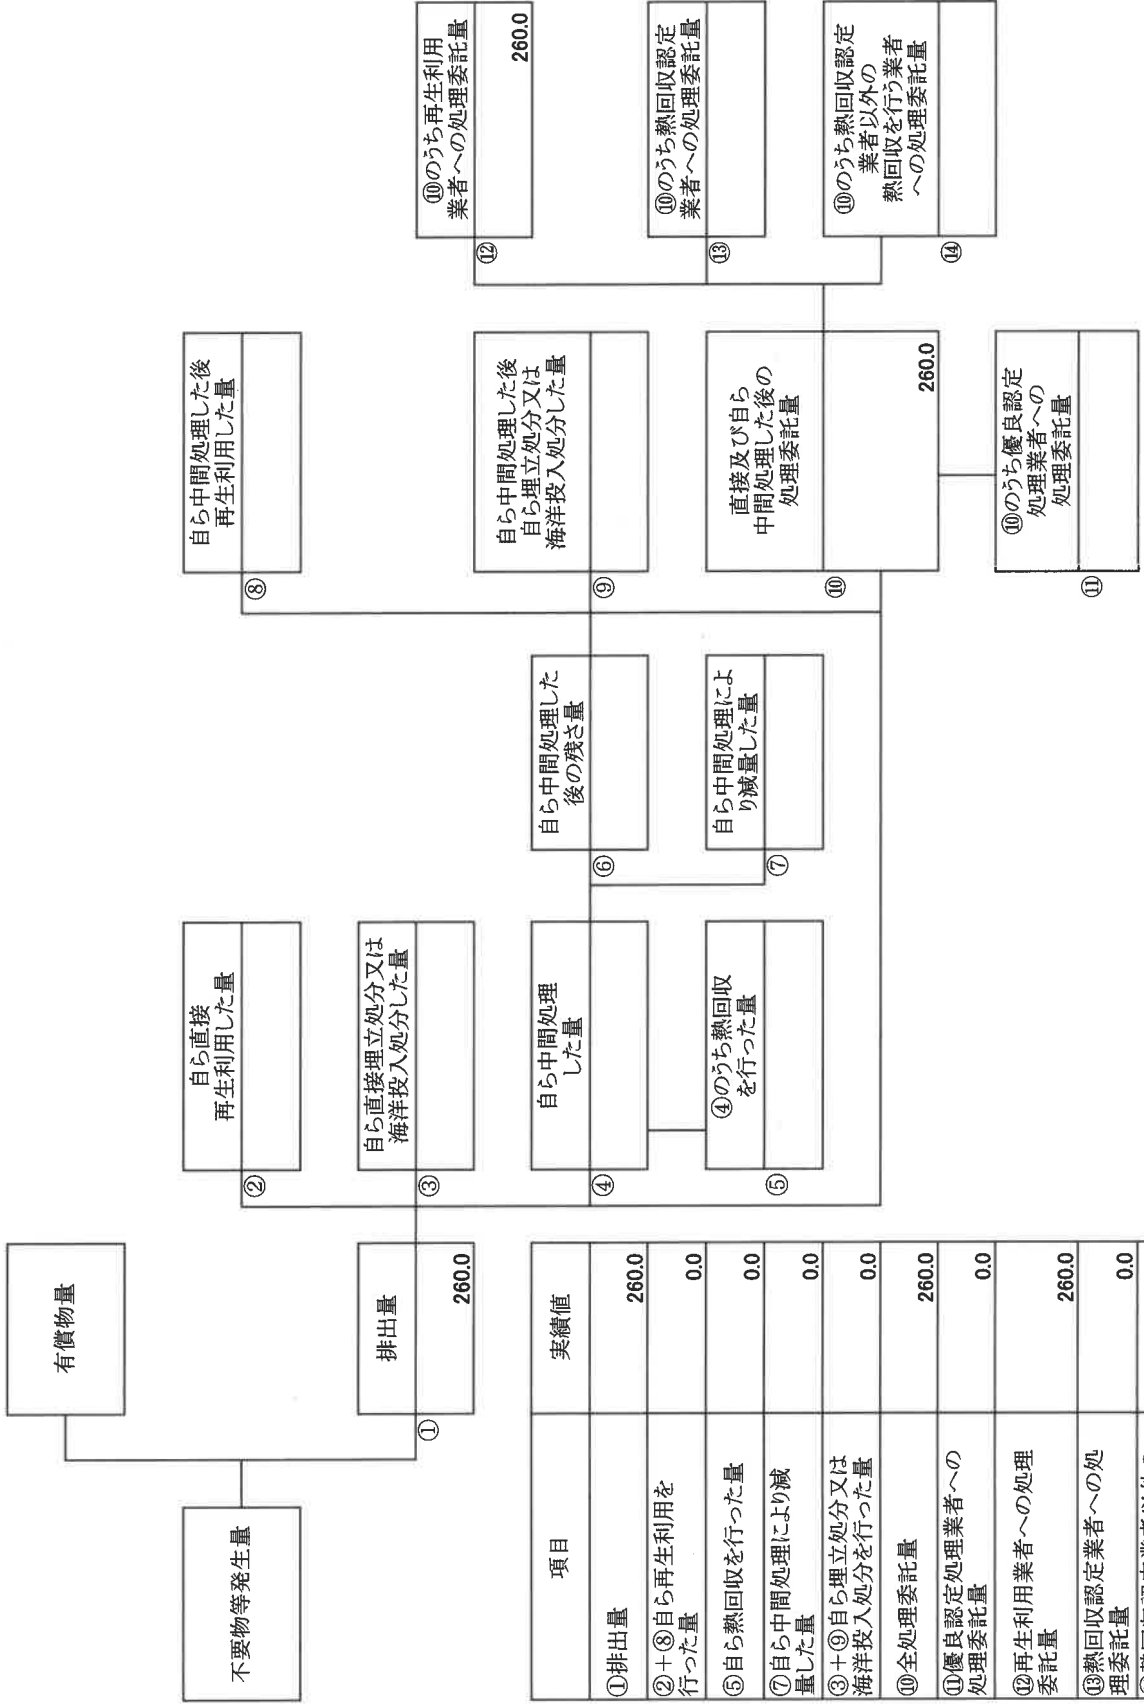 不要物等発生量
有償物量
排出量
①
260.0
自ら直接
再生利用した量
②
自ら直接埋立処分又は
海洋投入処分した量
③
自ら中間処理
した量
④
④のうち熱回収
を行った量
⑤
自ら中間処理した
後の残さ量
⑥
自ら中間処理によ
り減量した量
⑦
自ら中間処理した後
再生利用した量
⑧
自ら中間処理した後
自ら埋立処分又は
海洋投入処分した量
⑨
直接及び自ら
中間処理した後の
処理委託量
⑩
260.0
⑩のうち優良認定
処理業者への
処理委託量
⑪
⑩のうち再生利用
業者への処理委託量
⑫
260.0
⑩のうち熱回収認定
業者への処理委託量
⑬
⑩のうち熱回収認定
業者以外の
熱回収を行う業者
への処理委託量
⑭
項目 実績値
①排出量 260.0
②+⑧自ら再生利用を
行った量 0.0
⑤自ら熱回収を行った量 0.0
⑦自ら中間処理により減
量した量 0.0
③+⑨自ら埋立処分又は
海洋投入処分を行った量 0.0
⑩全処理委託量 260.0
⑪優良認定処理業者への
処理委託量 0.0
⑫再生利用業者への処理
委託量 260.0
⑬熱回収認定業者への処
理委託量 0.0